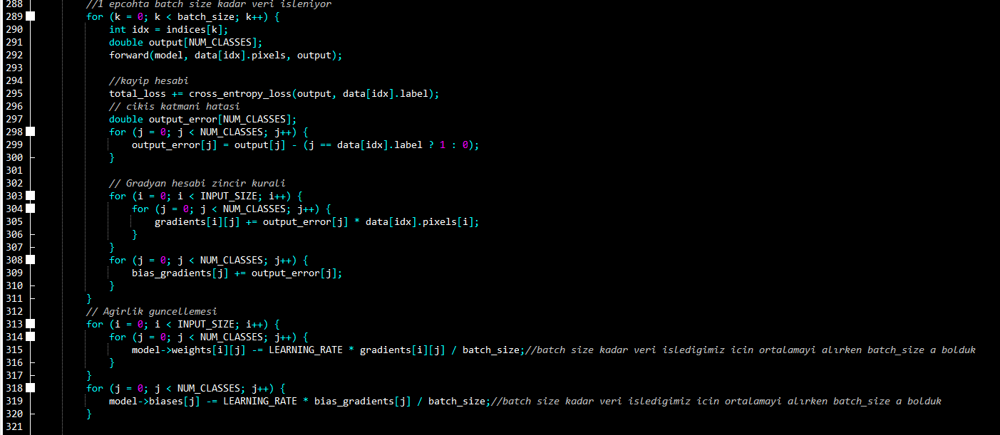 288 //1 epcohta batch size kadar veri isleniyor
289 for (k = 0; k < batch_size; k++) {
290 int idx = indices[k];
291 double output[NUM_CLASSES];
292 forward(model, data[idx].pixels, output);
293
294 //kayip hesabi
295 total_loss += cross_entropy_loss(output, data[idx].label);
296 // cikis katmani hatasi
297 double output_error[NUM_CLASSES];
298 for (j = 0; j < NUM_CLASSES; j++) {
299 output_error[j] = output[j] - (j == data[idx].label ? 1 : 0);
300 }
301
302 // Gradyan hesabi zincir kurali
303 for (i = 0; i < INPUT_SIZE; i++) {
304 for (j = 0; j < NUM_CLASSES; j++) {
305 gradients[i][j] += output_error[j] * data[idx].pixels[i];
306 }
307 }
308 for (j = 0; j < NUM_CLASSES; j++) {
309 bias_gradients[j] += output_error[j];
310 }
311 }
312 // Agirlik guncellemesi
313 for (i = 0; i < INPUT_SIZE; i++) {
314 for (j = 0; j < NUM_CLASSES; j++) {
315 model->weights[i][j] -= LEARNING_RATE * gradients[i][j] / batch_size;//batch size kadar veri isledigimiz icin ortalamayi alırken batch_size a bolduk
316 }
317 }
318 for (j = 0; j < NUM_CLASSES; j++) {
319 model->biases[j] -= LEARNING_RATE * bias_gradients[j] / batch_size;//batch size kadar veri isledigimiz icin ortalamayi alırken batch_size a bolduk
320 }
321